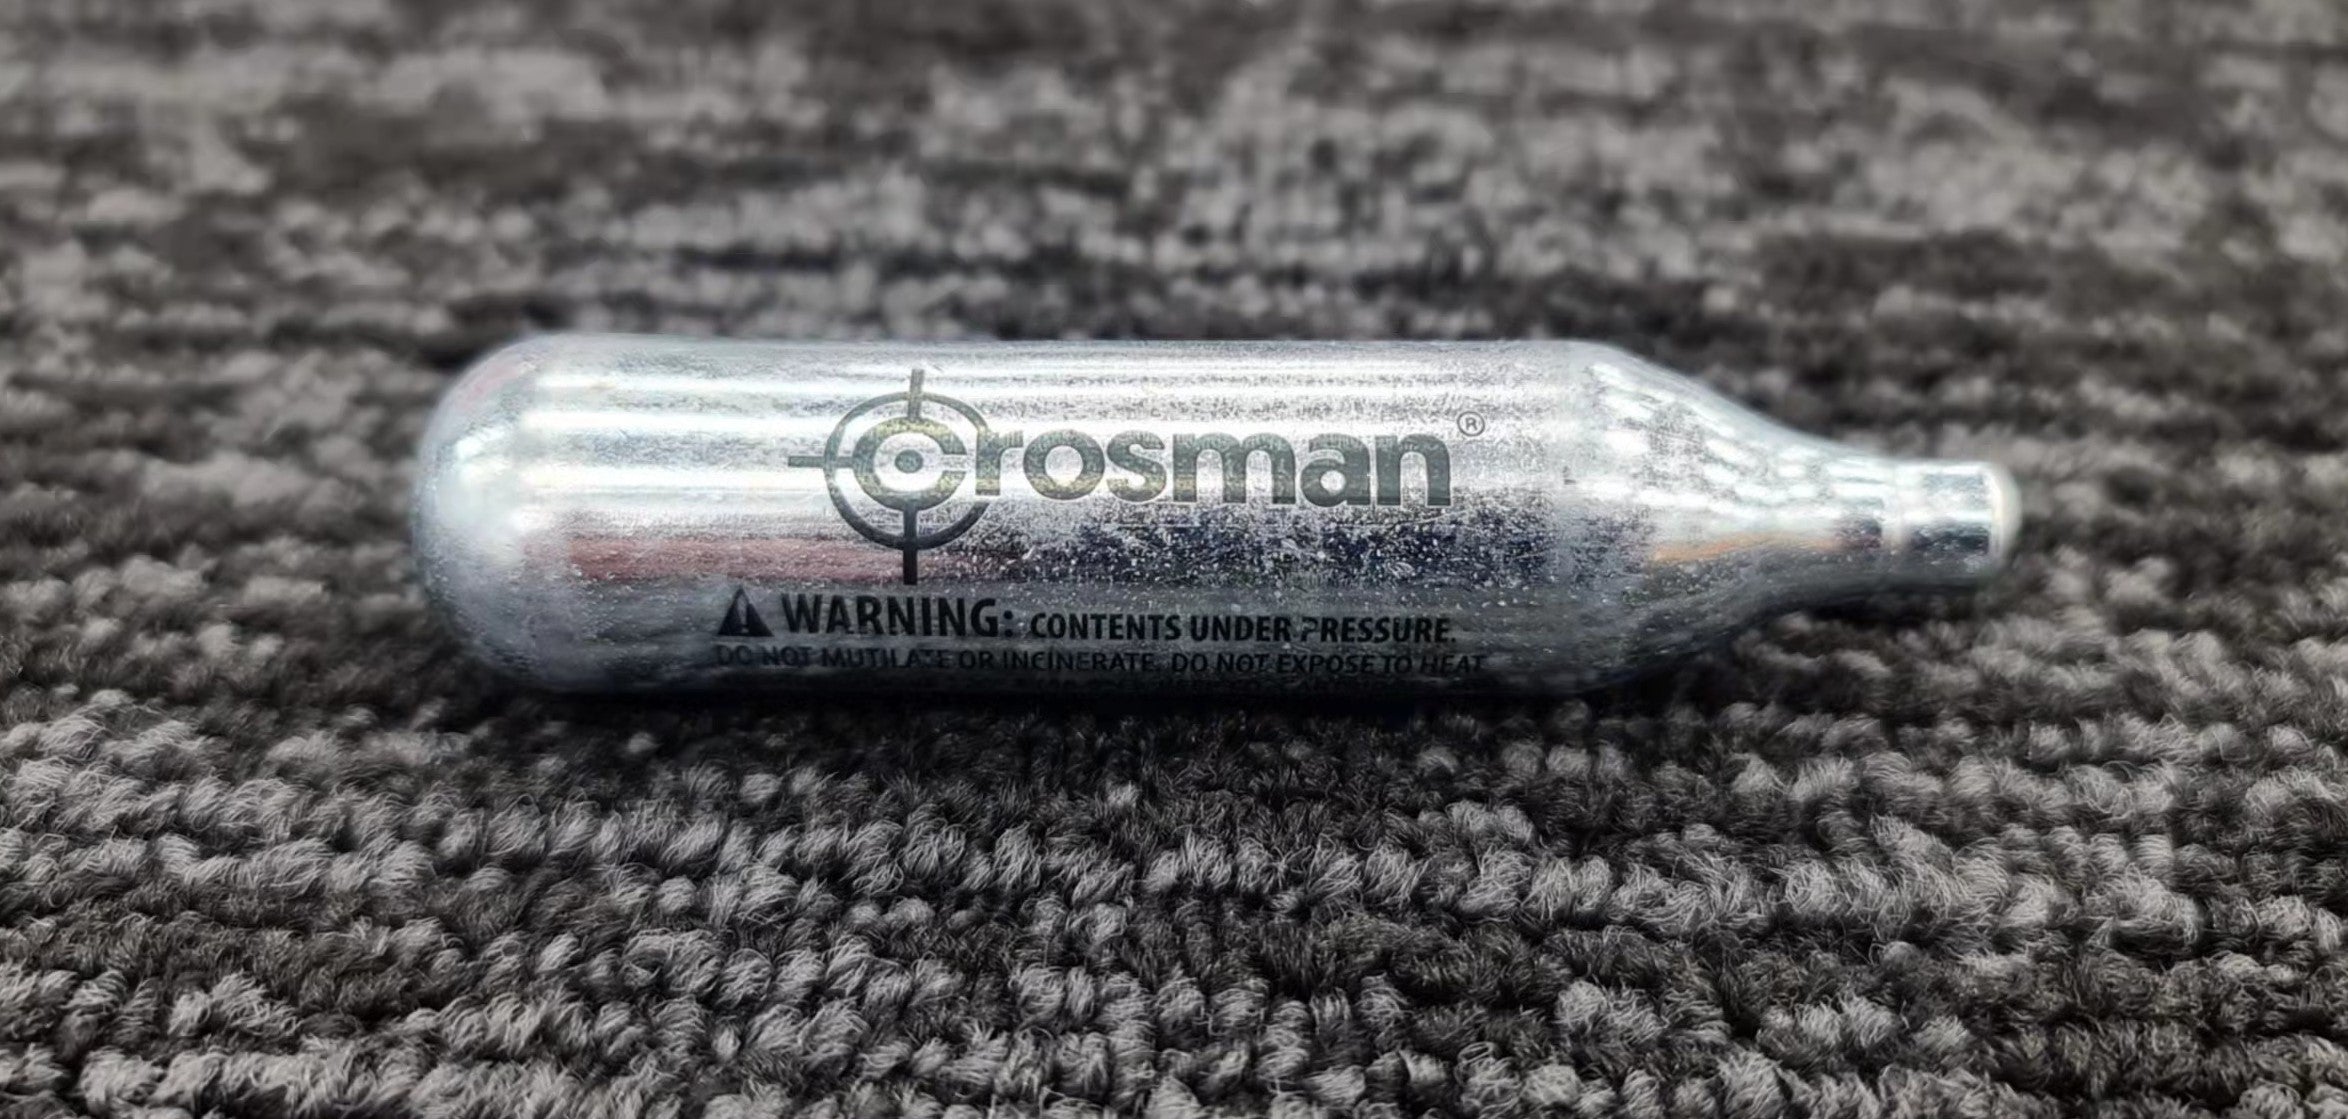 Crosman®
WARNING: CONTENTS UNDER PRESSURE.
DO NOT MUTILATE OR INCINERATE. DO NOT EXPOSE TO HEAT